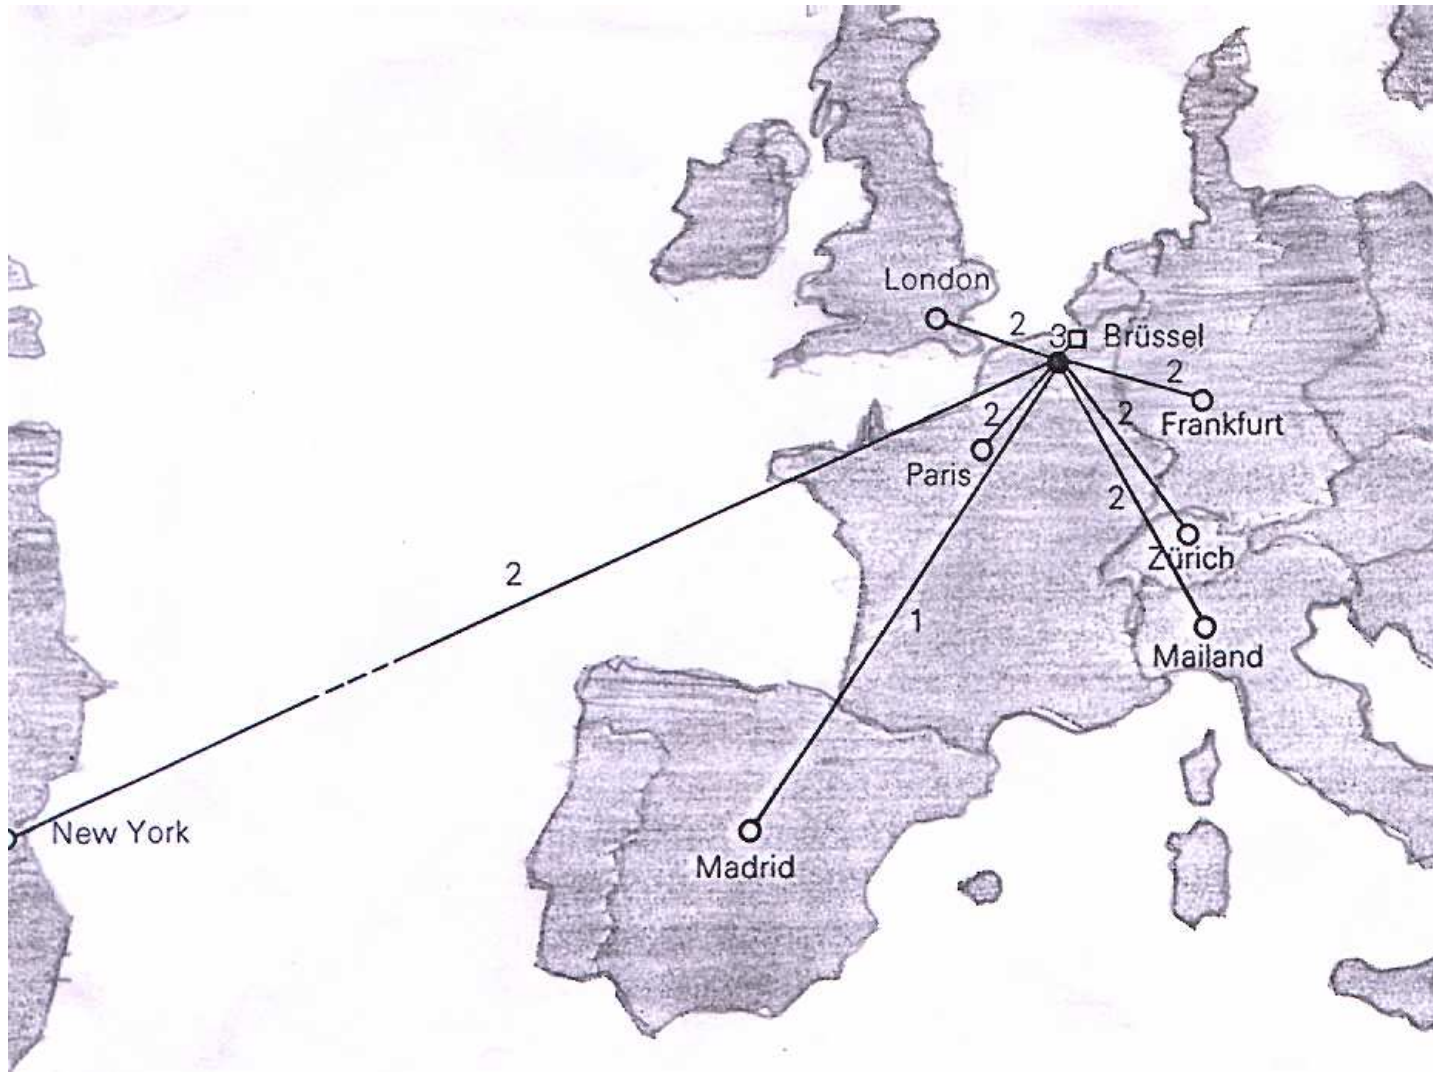 London
2
3
Brüssel
2
Frankfurt
2
2
Paris
2
Zürich
2
1
Mailand
New York
Madrid